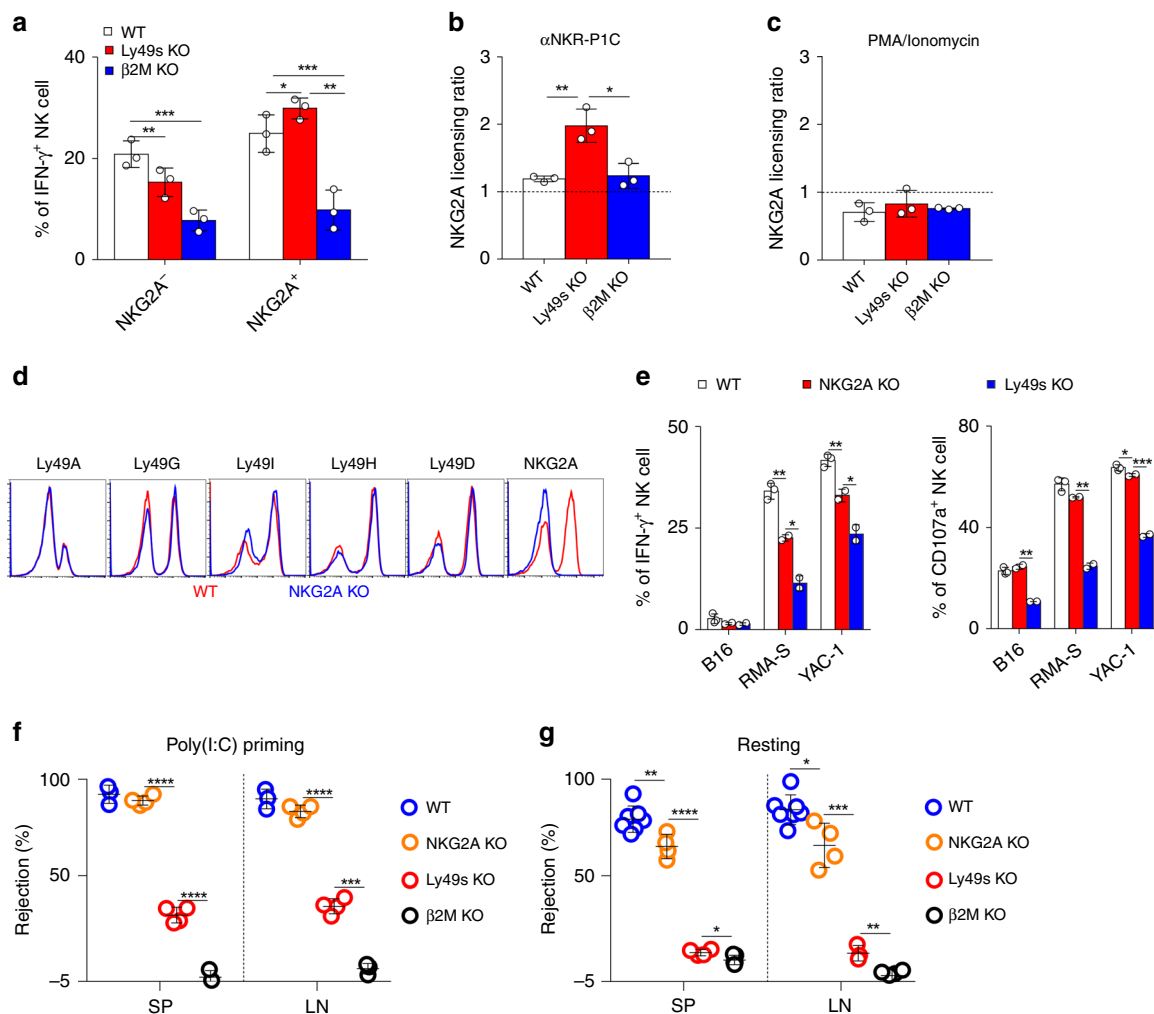 a
WT
Ly49s KO
β2M KO
% of IFN-γ⁺ NK cell
40
20
0
***
**
***
*
**
NKG2A⁻
NKG2A⁺
b
αNKR-P1C
NKG2A licensing ratio
3
2
1
0
**
*
WT
Ly49s KO
β2M KO
c
PMA/Ionomycin
NKG2A licensing ratio
3
2
1
0
WT
Ly49s KO
β2M KO
d
Ly49A
Ly49G
Ly49I
Ly49H
Ly49D
NKG2A
WT
NKG2A KO
e
WT
NKG2A KO
Ly49s KO
% of IFN-γ⁺ NK cell
50
25
0
**
*
**
*
B16
RMA-S
YAC-1
% of CD107a⁺ NK cell
80
40
0
**
**
*
***
B16
RMA-S
YAC-1
f
Poly(I:C) priming
Rejection (%)
100
50
–5
****
****
****
***
SP
LN
WT
NKG2A KO
Ly49s KO
β2M KO
g
Resting
Rejection (%)
100
50
–5
**
****
*
*
***
**
SP
LN
WT
NKG2A KO
Ly49s KO
β2M KO